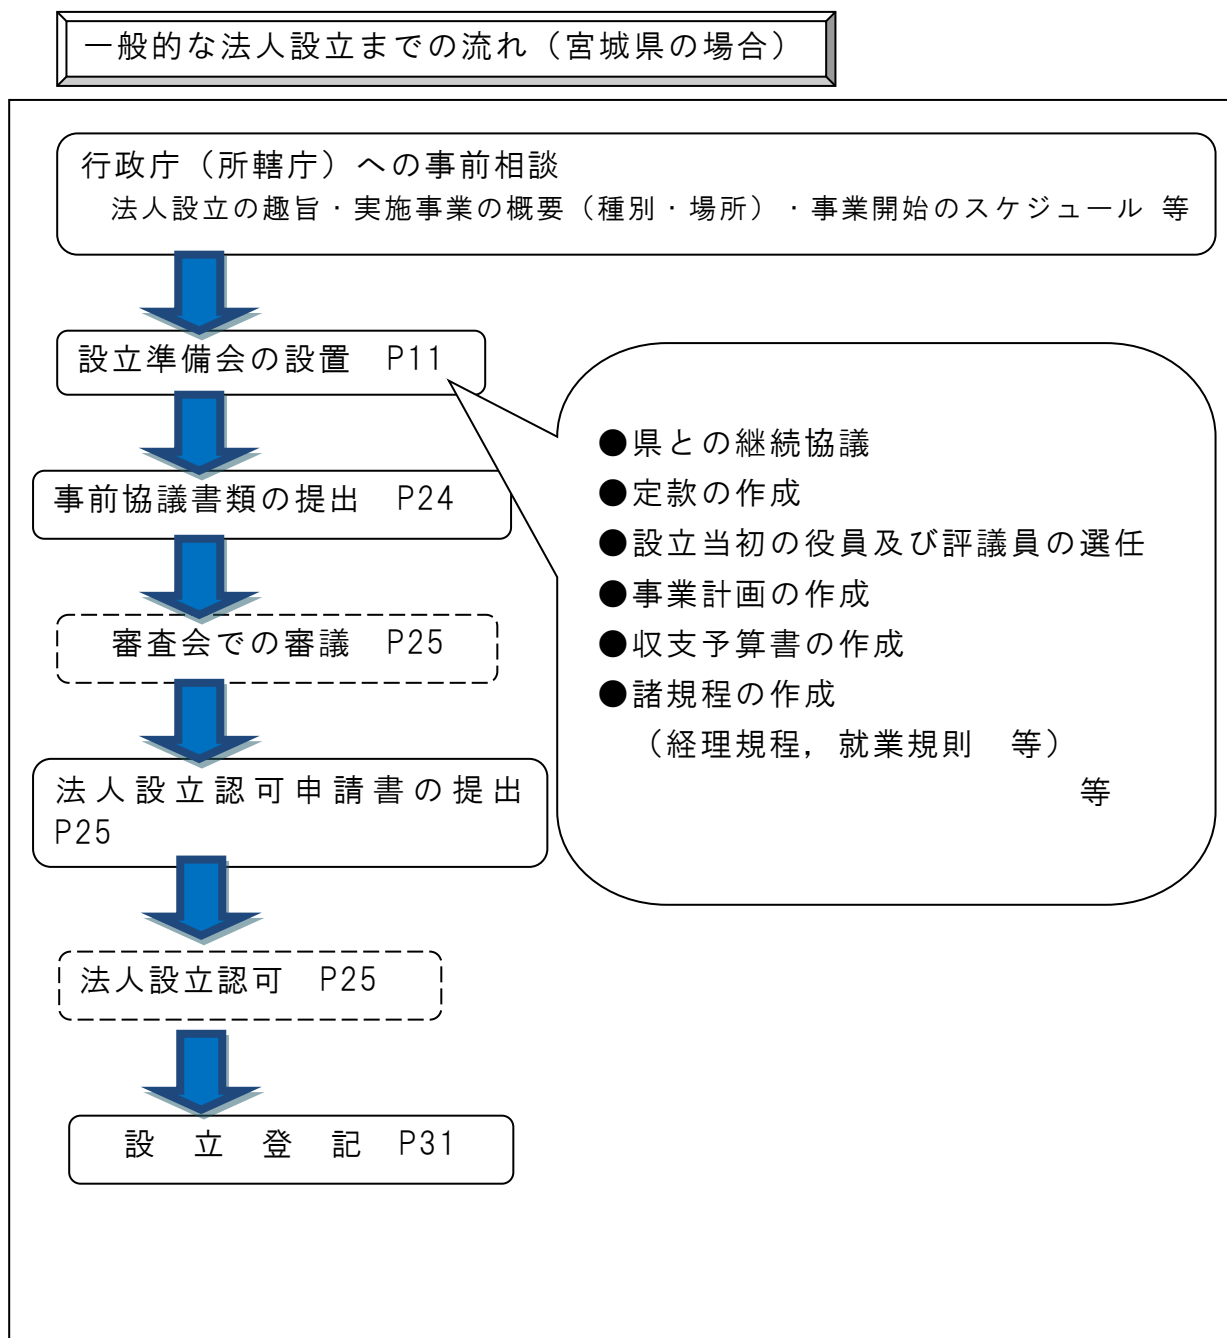 一般的な法人設立までの流れ（宮城県の場合）
行政庁（所轄庁）への事前相談
法人設立の趣旨・実施事業の概要（種別・場所）・事業開始のスケジュール 等
設立準備会の設置　P11
事前協議書類の提出　P24
審査会での審議　P25
法人設立認可申請書の提出
P25
法人設立認可　P25
設　立　登　記　P31
●県との継続協議
●定款の作成
●設立当初の役員及び評議員の選任
●事業計画の作成
●収支予算書の作成
●諸規程の作成
（経理規程，就業規則　等）
等